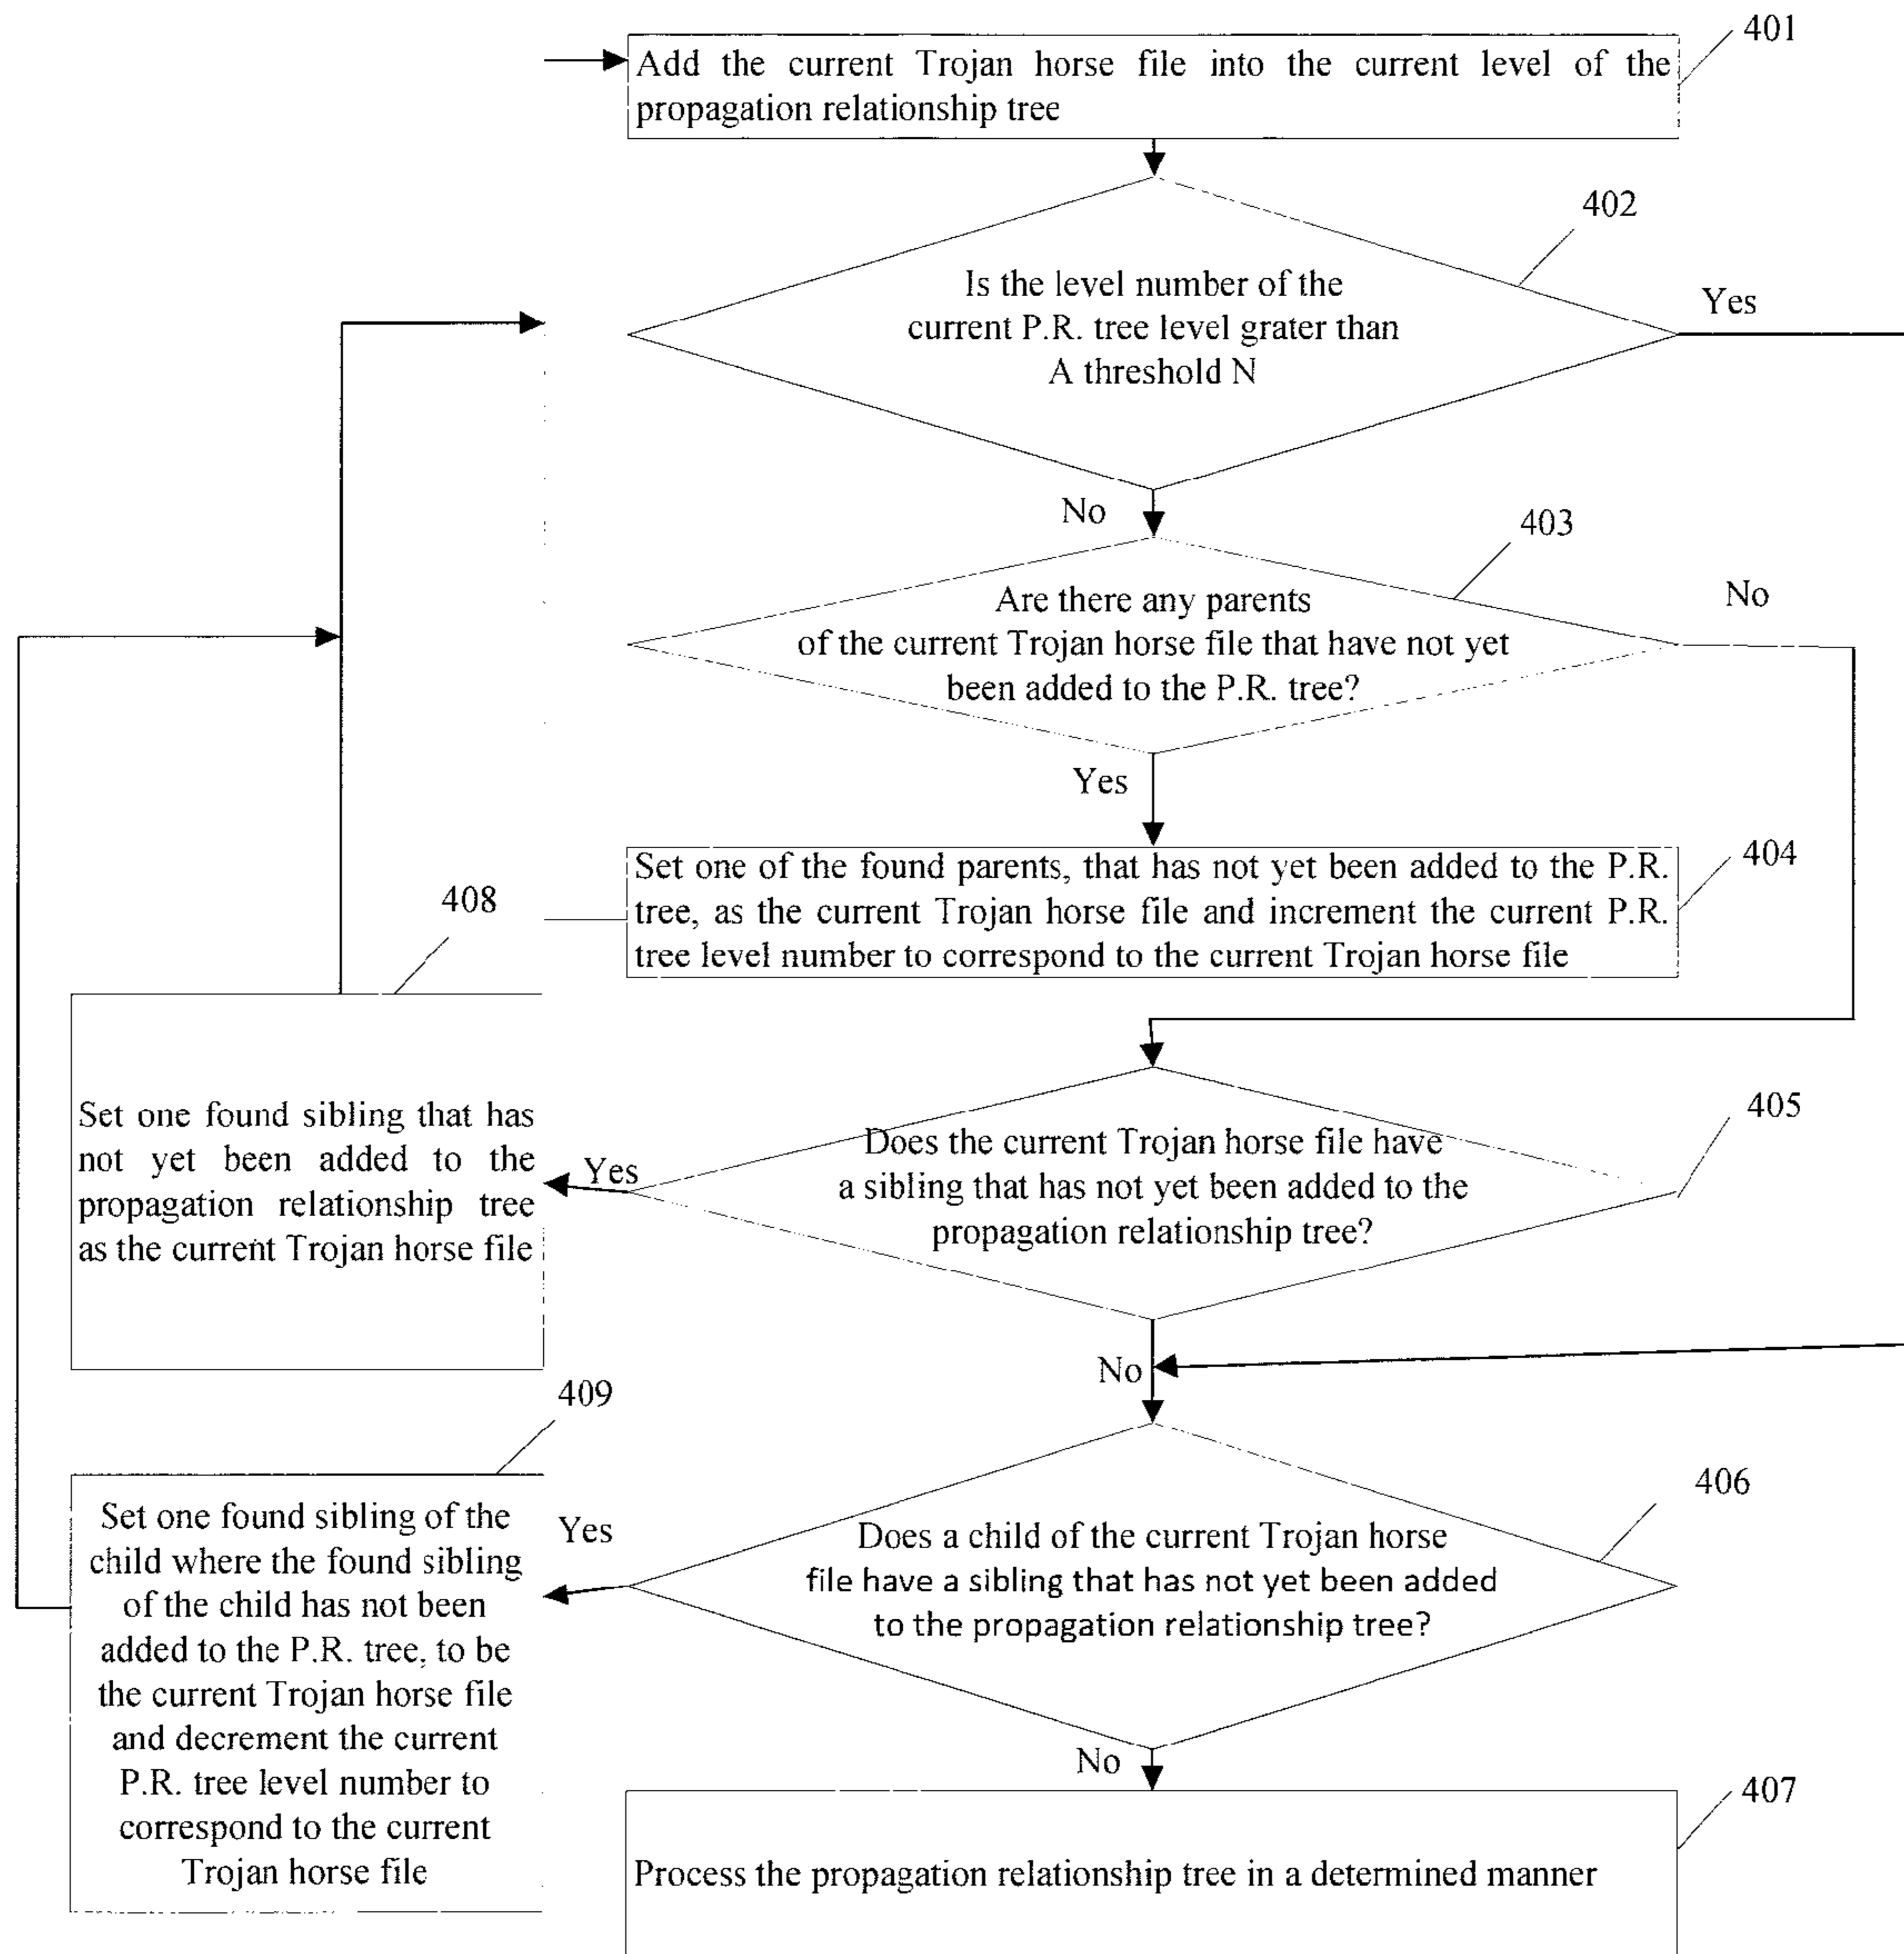 401
Add the current Trojan horse file into the current level of the
propagation relationship tree
402
Is the level number of the
current P.R. tree level grater than
A threshold N
Yes
No
403
Are there any parents
of the current Trojan horse file that have not yet
been added to the P.R. tree?
No
Yes
404
Set one of the found parents, that has not yet been added to the P.R.
tree, as the current Trojan horse file and increment the current P.R.
tree level number to correspond to the current Trojan horse file
408
Set one found sibling that has
not yet been added to the
propagation relationship tree
as the current Trojan horse file
Yes
405
Does the current Trojan horse file have
a sibling that has not yet been added to the
propagation relationship tree?
No
409
Set one found sibling of the
child where the found sibling
of the child has not been
added to the P.R. tree, to be
the current Trojan horse file
and decrement the current
P.R. tree level number to
correspond to the current
Trojan horse file
Yes
406
Does a child of the current Trojan horse
file have a sibling that has not yet been added
to the propagation relationship tree?
No
407
Process the propagation relationship tree in a determined manner